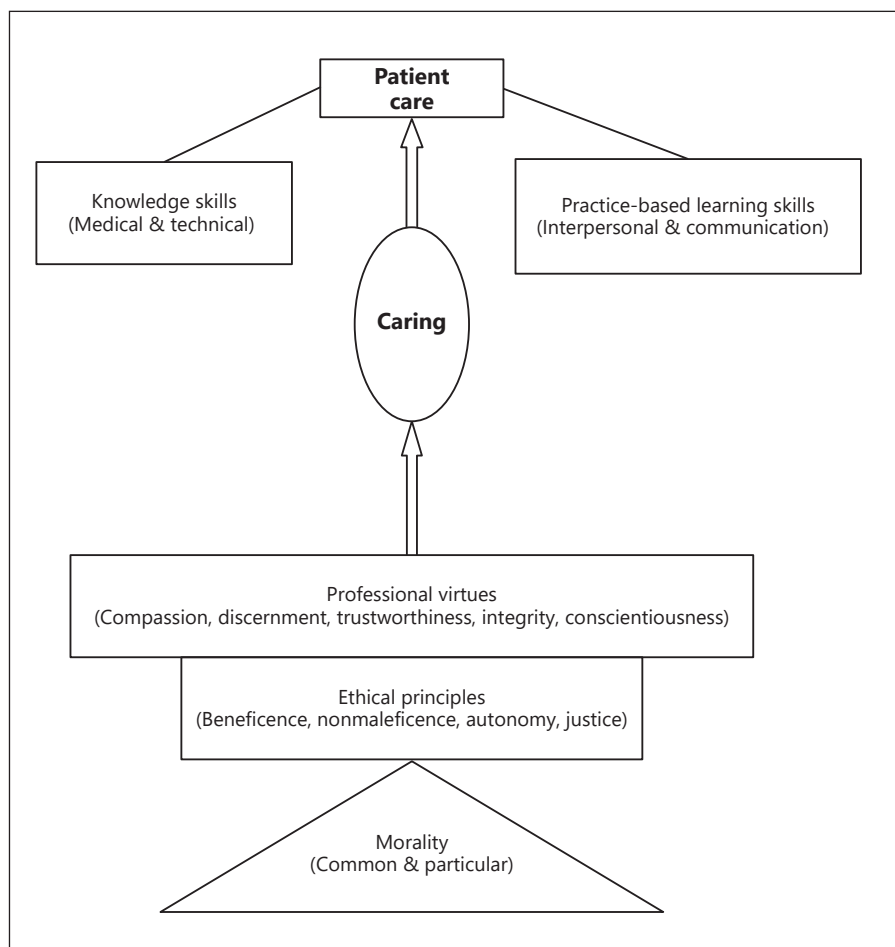 Patient
care
Knowledge skills
(Medical & technical)
Practice-based learning skills
(Interpersonal & communication)
Caring
Professional virtues
(Compassion, discernment, trustworthiness, integrity, conscientiousness)
Ethical principles
(Beneficence, nonmaleficence, autonomy, justice)
Morality
(Common & particular)